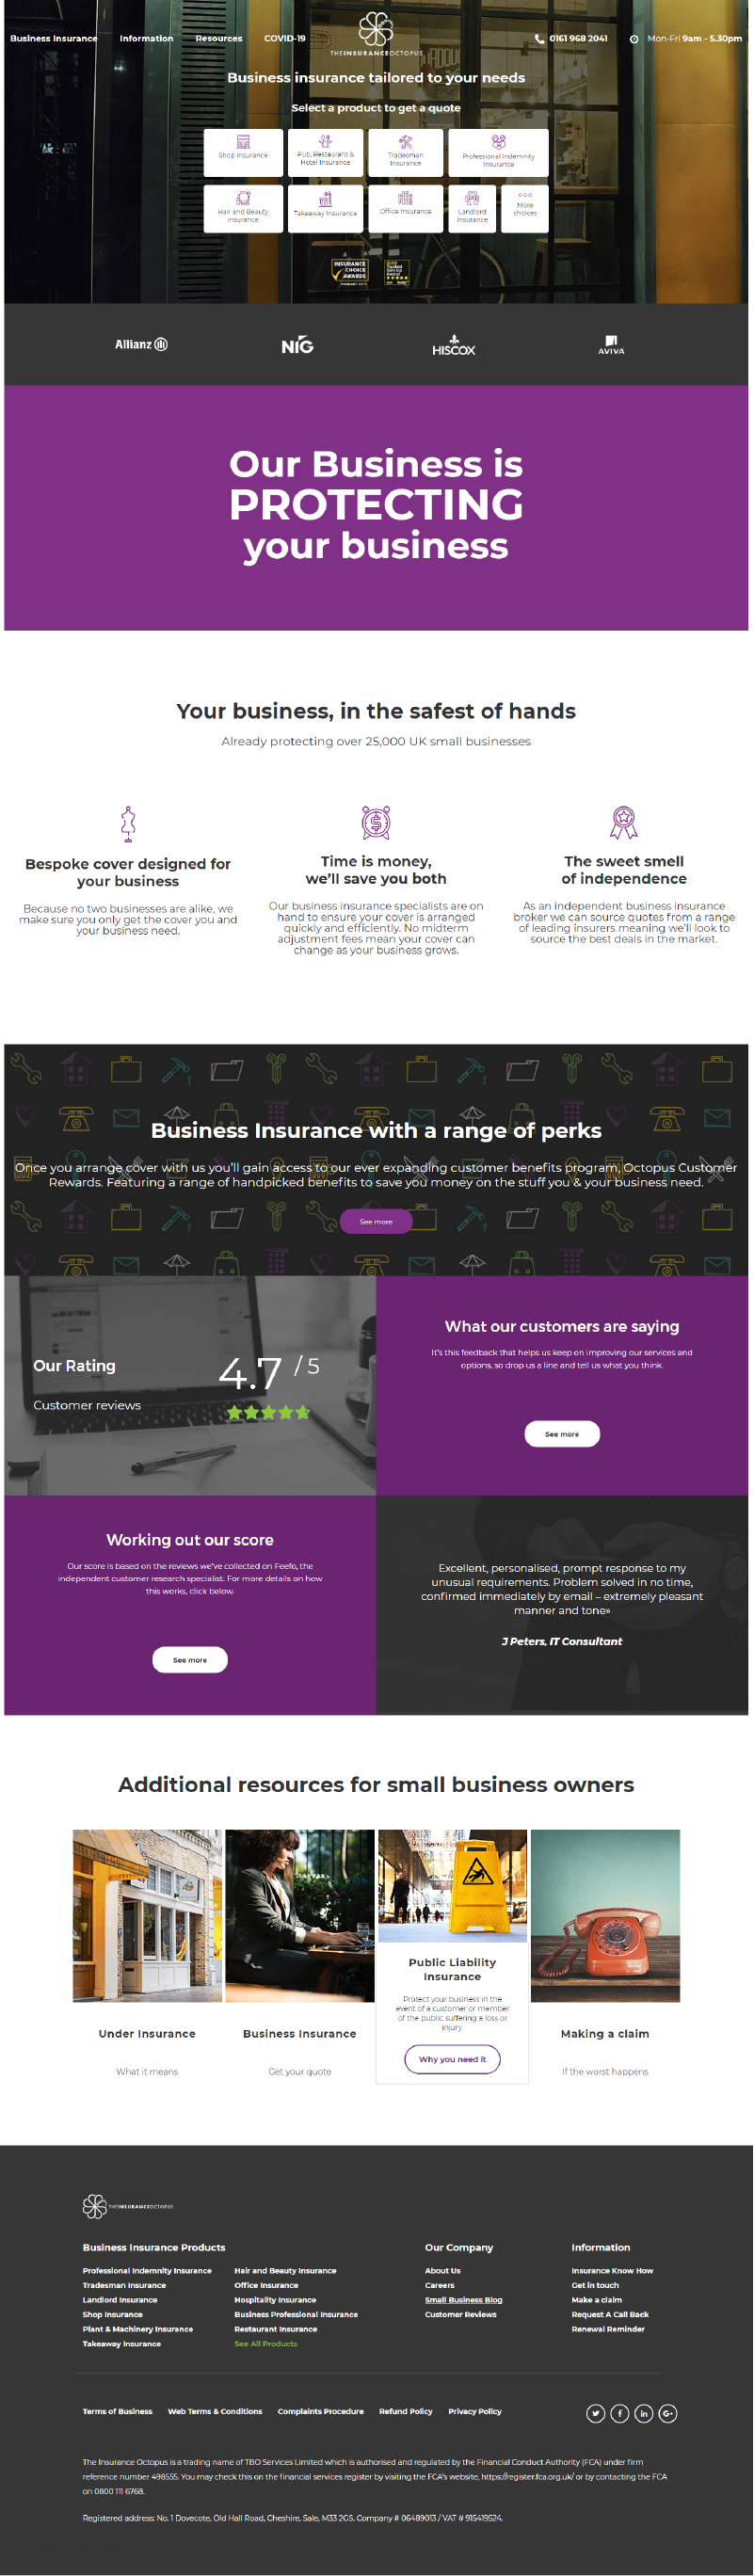 Business Insurance
Information
Resources
COVID-19
THEINSURANCEOCTOPUS
0161 968 2041
Mon-Fri 9am - 5.30pm
Business insurance tailored to your needs
Select a product to get a quote
Shop Insurance
Pub, Restaurant &
Hotel Insurance
Tradesman
Insurance
Professional Indemnity
Insurance
Hair and Beauty
insurance
Takeaway Insurance
Office Insurance
Landlord
Insurance
More
choices
INSURANCE
CHOICE
AWARDS
Allianz
NIG
HISCOX
AVIVA
Our Business is
PROTECTING
your business
Your business, in the safest of hands
Already protecting over 25,000 UK small businesses
Bespoke cover designed for
your business
Because no two businesses are alike, we
make sure you only get the cover you and
your business need.
Time is money,
we'll save you both
Our business insurance specialists are on
hand to ensure your cover is arranged
quickly and efficiently. No midterm
adjustment fees mean your cover can
change as your business grows.
The sweet smell
of independence
As an independent business insurance
broker we can source quotes from a range
of leading insurers meaning we'll look to
source the best deals in the market.
Business Insurance with a range of perks
Once you arrange cover with us you'll gain access to our ever expanding customer benefits program, Octopus Customer
Rewards. Featuring a range of handpicked benefits to save you money on the stuff you & your business need.
See more
Our Rating
Customer reviews
4.7 / 5
What our customers are saying
It's this feedback that helps us keep on improving our services and
options, so drop us a line and tell us what you think.
See more
Working out our score
Our score is based on the reviews we've collected on Feefo, the
independent customer research specialist. For more details on how
this works, click below.
See more
Excellent, personalised, prompt response to my
unusual requirements. Problem solved in no time,
confirmed immediately by email – extremely pleasant
manner and tone»
J Peters, IT Consultant
Additional resources for small business owners
Under Insurance
What it means
Business Insurance
Get your quote
Public Liability
Insurance
Protect your business in the
event of a customer or member
of the public suffering a loss or
injury
Why you need it
Making a claim
If the worst happens
THEINSURANCEOCTOPUS
Business Insurance Products
Professional Indemnity Insurance
Tradesman Insurance
Landlord Insurance
Shop Insurance
Plant & Machinery Insurance
Takeaway Insurance
Hair and Beauty Insurance
Office Insurance
Hospitality Insurance
Business Professional Insurance
Restaurant Insurance
See All Products
Our Company
About Us
Careers
Small Business Blog
Customer Reviews
Information
Insurance Know How
Get in touch
Make a claim
Request A Call Back
Renewal Reminder
Terms of Business
Web Terms & Conditions
Complaints Procedure
Refund Policy
Privacy Policy
The Insurance Octopus is a trading name of TBO Services Limited which is authorised and regulated by the Financial Conduct Authority (FCA) under firm
reference number 498555. You may check this on the financial services register by visiting the FCA's website, https://register.fca.org.uk/ or by contacting the FCA
on 0800 111 6768.
Registered address: No. 1 Dovecote, Old Hall Road, Cheshire, Sale, M33 2GS. Company # 06489013 / VAT # 915419524.